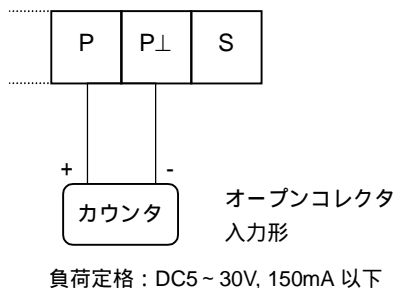 P P⊥ S
+ -
カウンタ
オープンコレクタ
入力形
負荷定格：DC5~30V, 150mA 以下